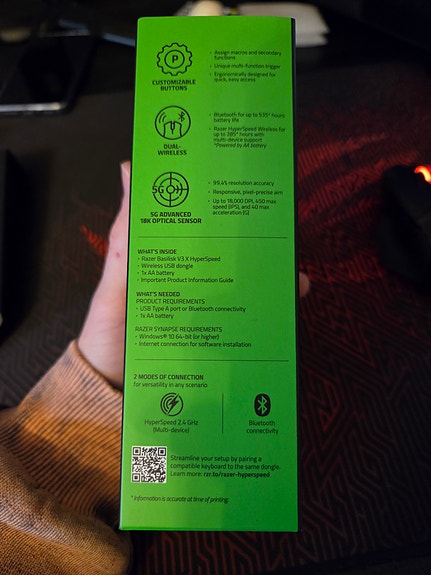 P
CUSTOMIZABLE
BUTTONS
• Assign macros and secondary
functions
• Unique multi-function trigger
• Ergonomically designed for
quick, easy access
DUAL-
WIRELESS
• Bluetooth for up to 535* hours
battery life
• Razer HyperSpeed Wireless for
up to 285* hours with
multi-device support
*Powered by AA battery
5G
5G ADVANCED
18K OPTICAL SENSOR
• 99.4% resolution accuracy
• Responsive, pixel-precise aim
• Up to 18,000 DPI, 450 max
speed (IPS), and 40 max
acceleration (G)
WHAT'S INSIDE
• Razer Basilisk V3 X HyperSpeed
• Wireless USB dongle
• 1x AA battery
• Important Product Information Guide
WHAT'S NEEDED
PRODUCT REQUIREMENTS
• USB Type A port or Bluetooth connectivity
• 1x AA battery
RAZER SYNAPSE REQUIREMENTS
• Windows® 10 64-bit (or higher)
• Internet connection for software installation
2 MODES OF CONNECTION
for versatility in any scenario
HyperSpeed 2.4 GHz
(Multi-device)
Bluetooth
connectivity
Streamline your setup by pairing a
compatible keyboard to the same dongle.
Learn more: rzr.to/razer-hyperspeed
* Information is accurate at time of printing.